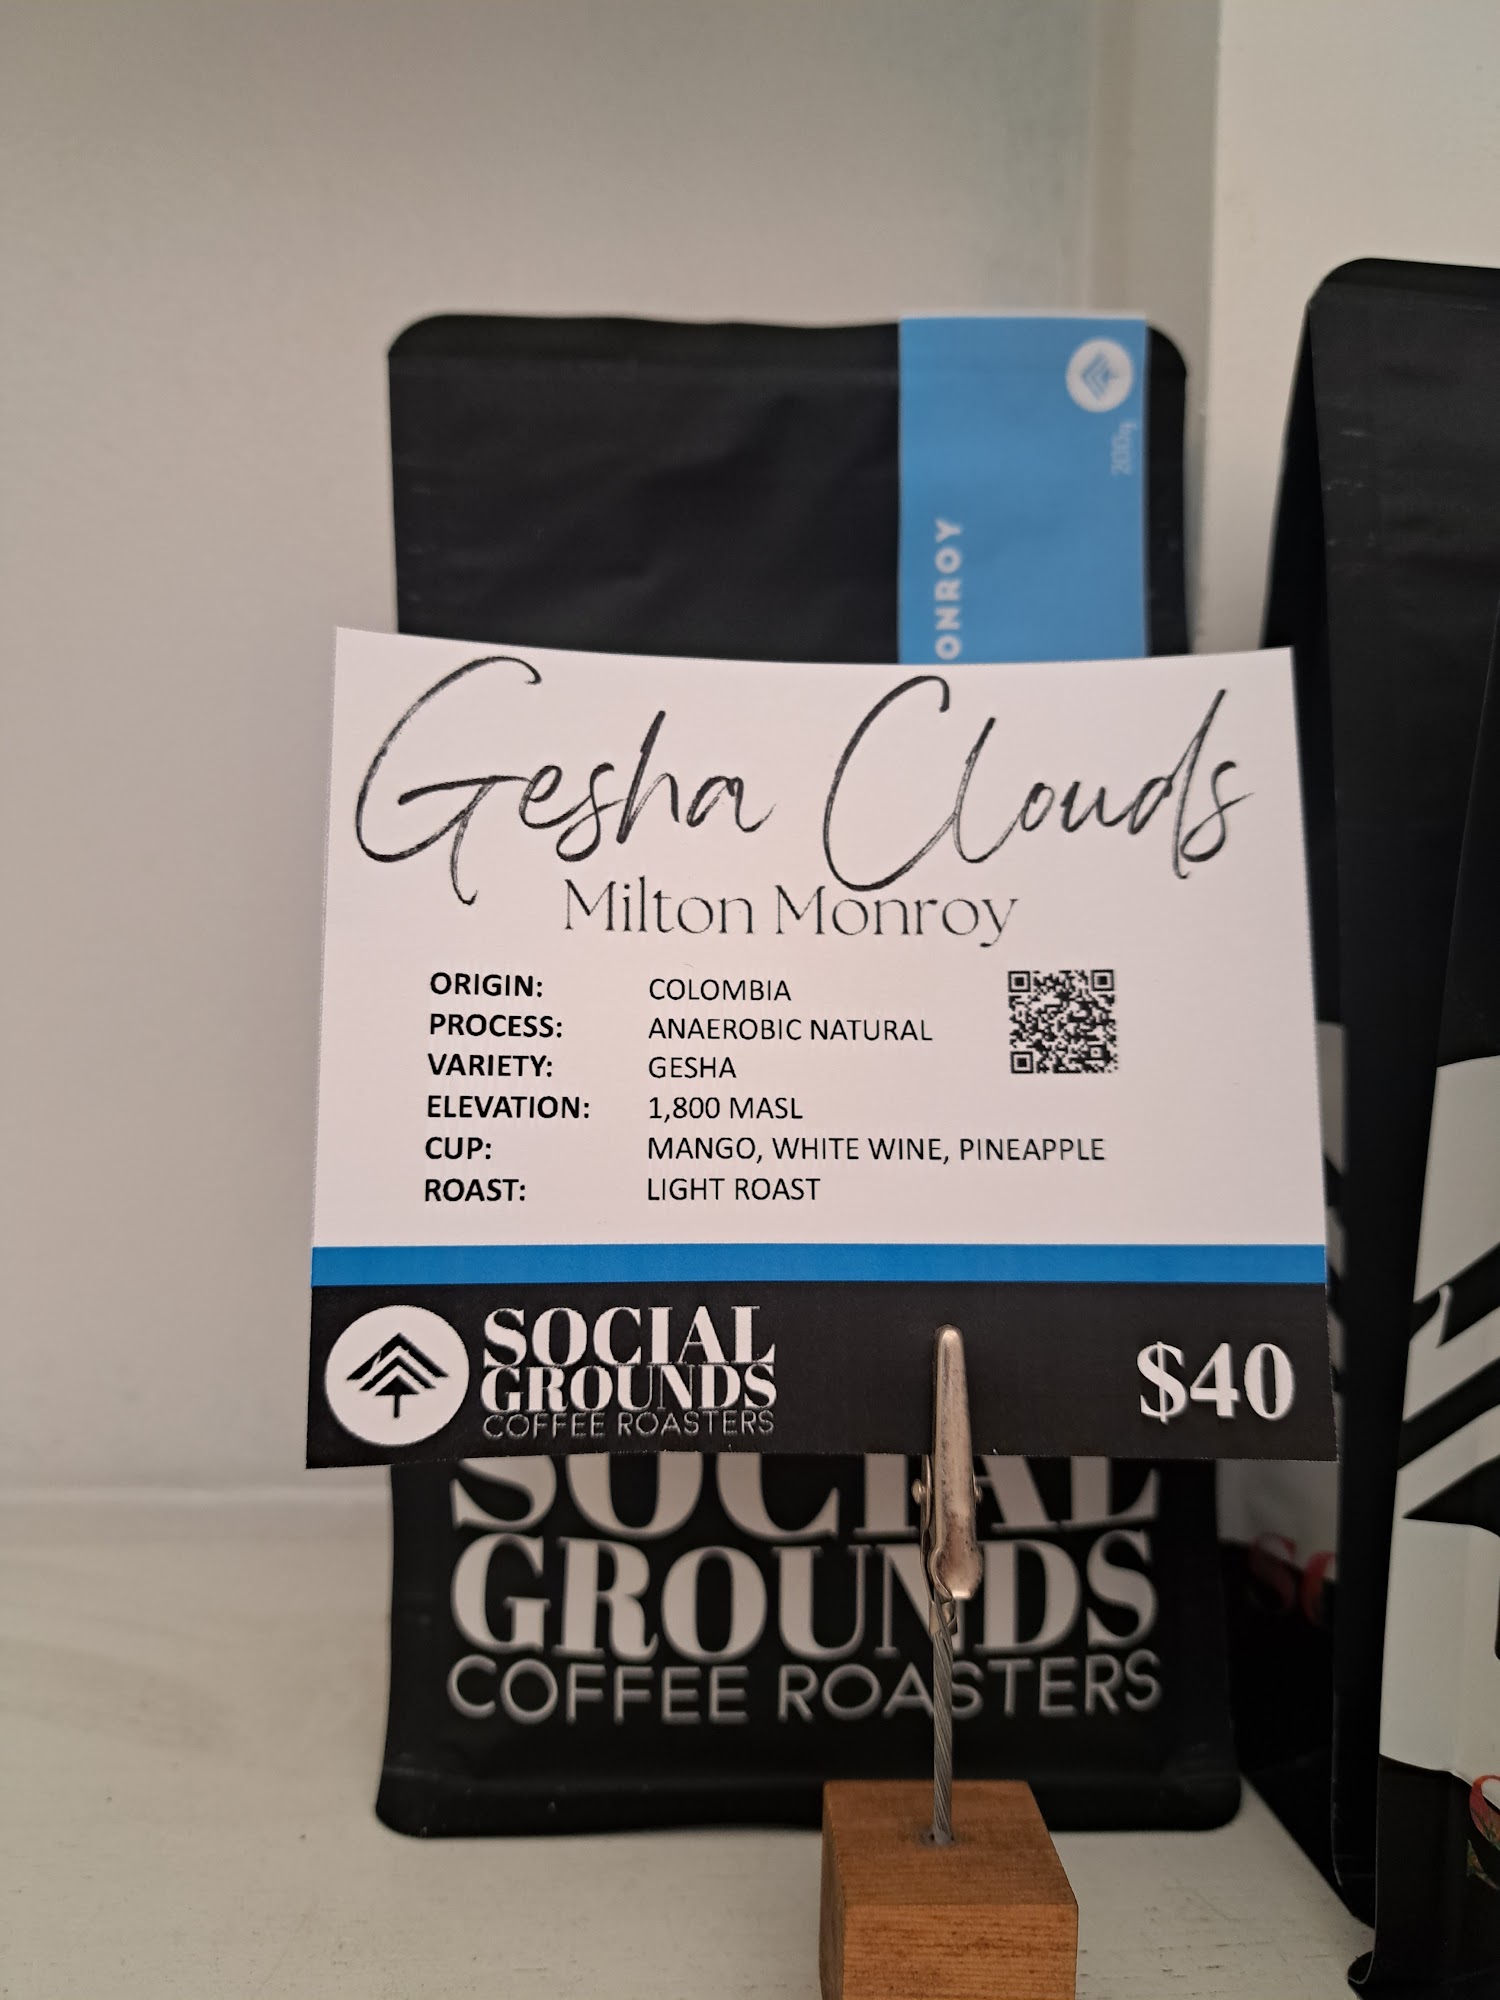 200g
ONROY
Gesha Clouds
Milton Monroy
ORIGIN: COLOMBIA
PROCESS: ANAEROBIC NATURAL
VARIETY: GESHA
ELEVATION: 1,800 MASL
CUP: MANGO, WHITE WINE, PINEAPPLE
ROAST: LIGHT ROAST
SOCIAL
GROUNDS
COFFEE ROASTERS
$40
SOCIAL
GROUNDS
COFFEE ROASTERS